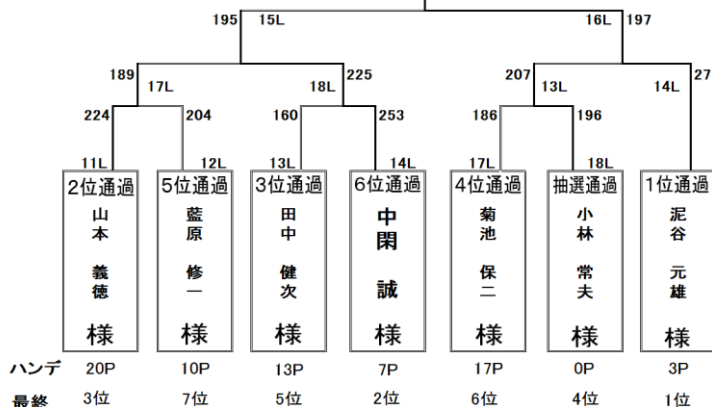 195 15L 16L 197
189 17L 18L 225 207 13L 14L 27
224 204 160 253 186 196
11L 12L 13L 14L 17L 18L
2位通過 5位通過 3位通過 6位通過 4位通過 抽選通過 1位通過
山本 義徳 様
藍原 修一 様
田中 健次 様
中閑 誠 様
菊池 保二 様
小林 常夫 様
泥谷 元雄 様
ハンデ 20P 10P 13P 7P 17P 0P 3P
最終 3位 7位 5位 2位 6位 4位 1位